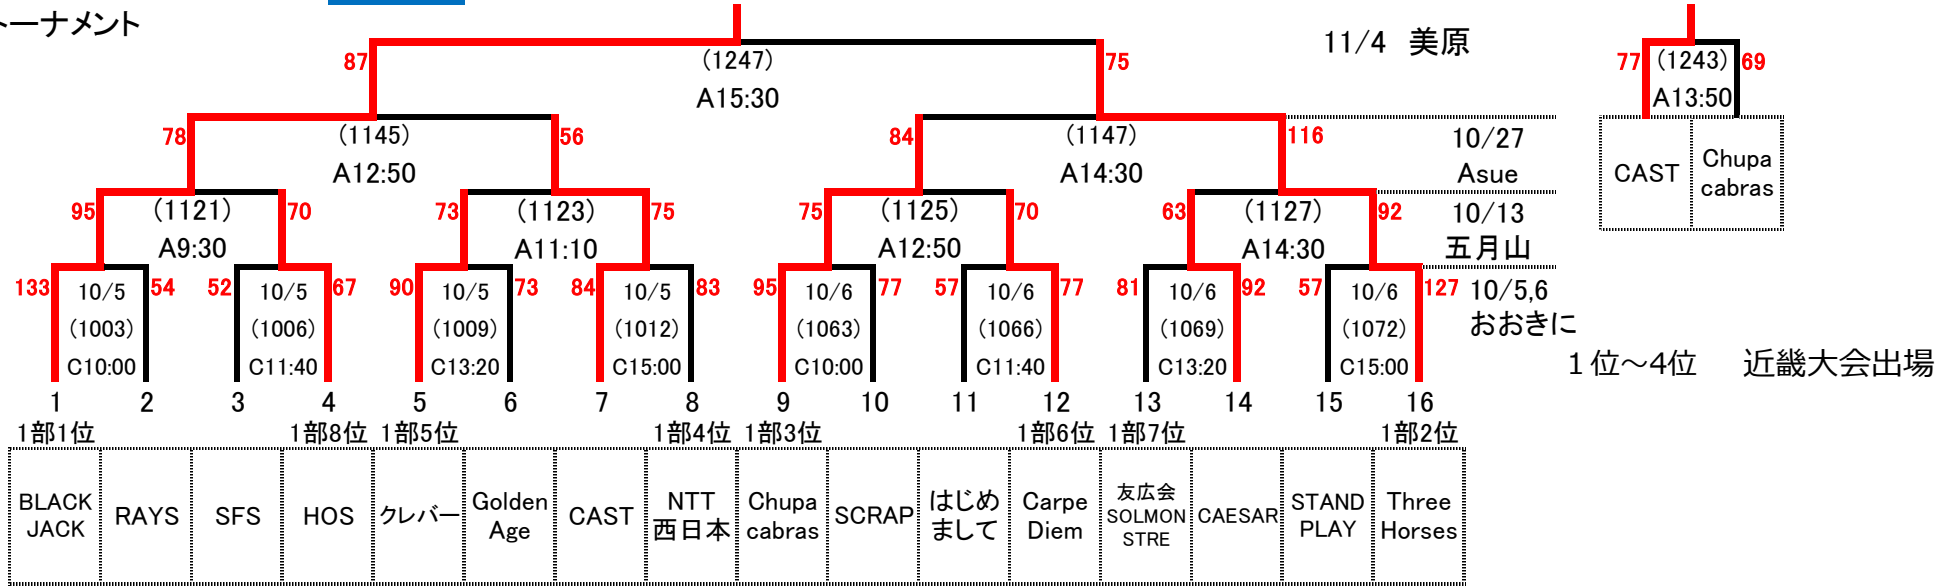 トーナメント
11/4 美原
87
(1247)
75
A15:30
77
(1243)
69
A13:50
78
(1145)
56
A12:50
84
(1147)
116
A14:30
10/27
Asue
CAST
Chupa
cabras
95
(1121)
70
A9:30
73
(1123)
75
A11:10
75
(1125)
70
A12:50
63
(1127)
92
A14:30
10/13
五月山
133
10/5
54
(1003)
C10:00
52
10/5
67
(1006)
C11:40
90
10/5
73
(1009)
C13:20
84
10/5
83
(1012)
C15:00
95
10/6
77
(1063)
C10:00
57
10/6
77
(1066)
C11:40
81
10/6
92
(1069)
C13:20
57
10/6
127
(1072)
C15:00
10/5,6
おおきに
1位～4位 近畿大会出場
1 2 3 4 5 6 7 8 9 10 11 12 13 14 15 16
1部1位 1部8位 1部5位 1部4位 1部3位 1部6位 1部7位 1部2位
BLACK
JACK
RAYS
SFS
HOS
クレバー
Golden
Age
CAST
NTT
西日本
Chupa
cabras
SCRAP
はじめ
まして
Carpe
Diem
友広会
SOLMON
STRE
CAESAR
STAND
PLAY
Three
Horses